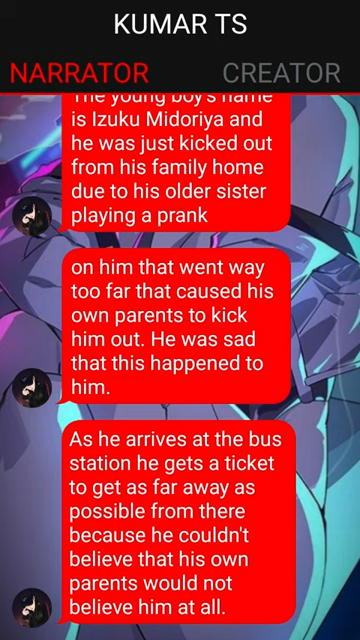 KUMAR TS
NARRATOR CREATOR
The young boy's name
is Izuku Midoriya and
he was just kicked out
from his family home
due to his older sister
playing a prank
on him that went way
too far that caused his
own parents to kick
him out. He was sad
that this happened to
him.
As he arrives at the bus
station he gets a ticket
to get as far away as
possible from there
because he couldn't
believe that his own
parents would not
believe him at all.